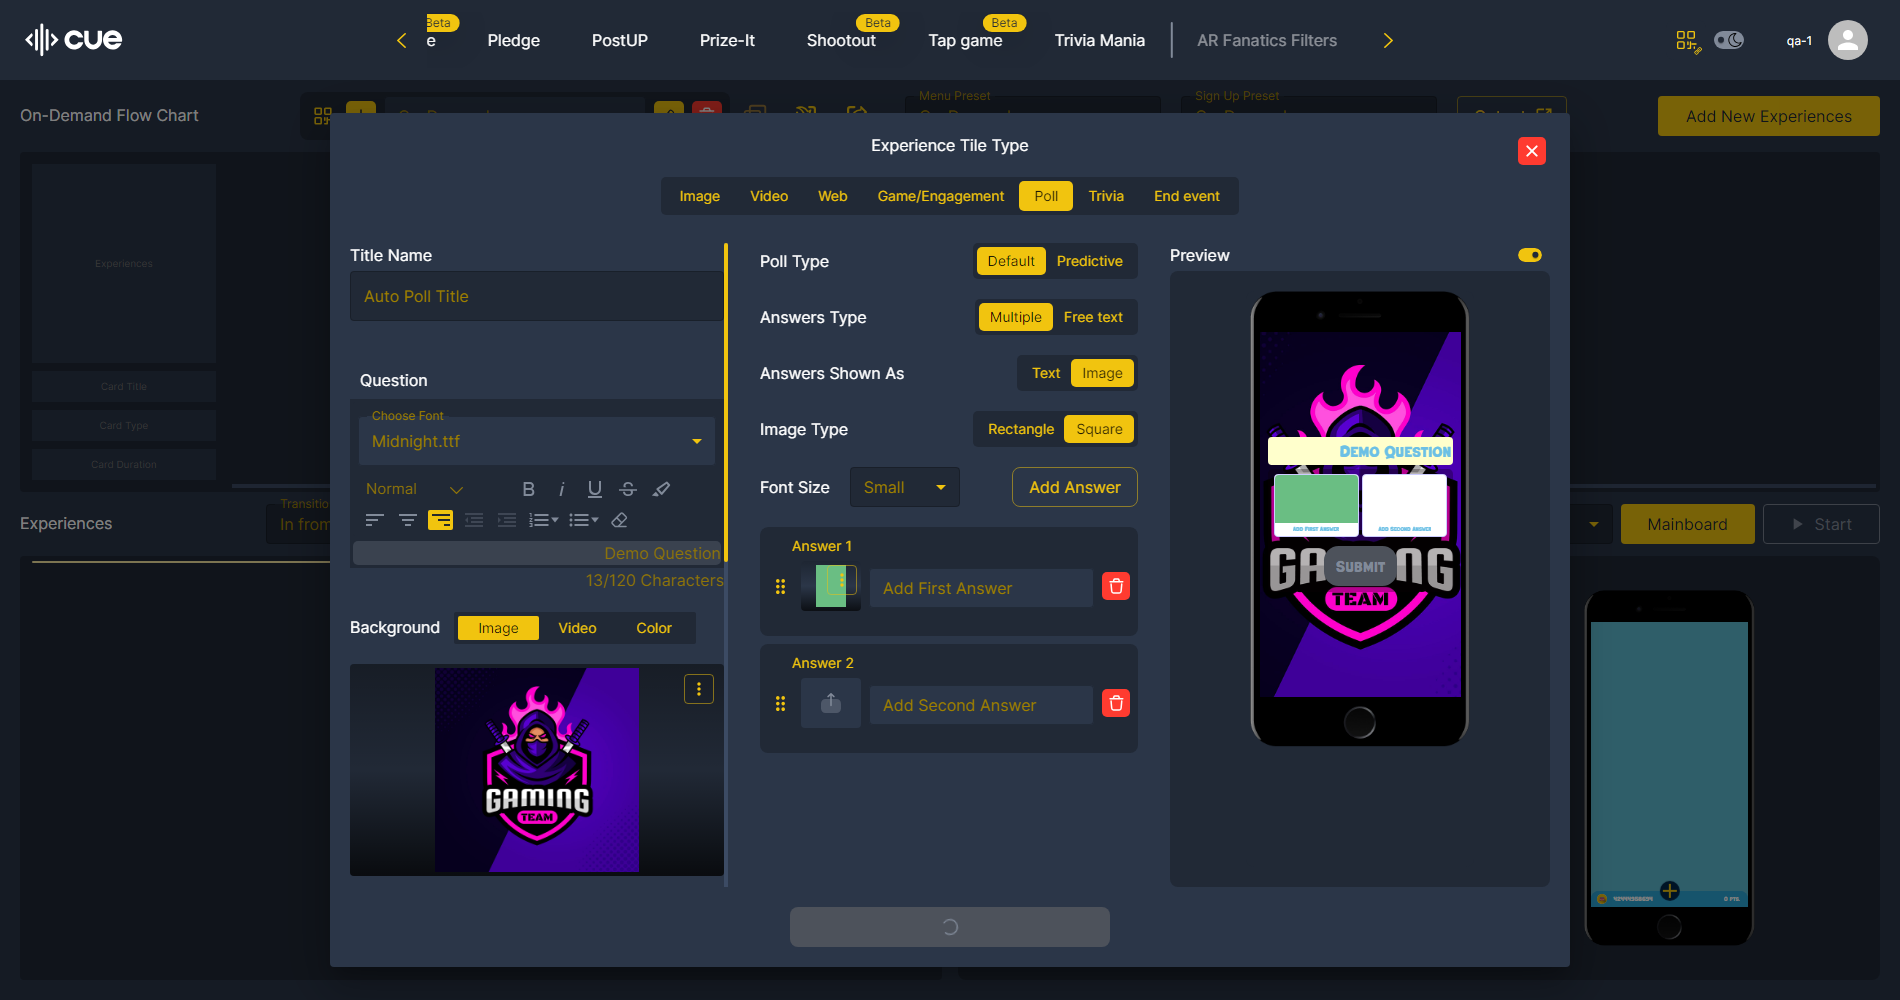 cue
e
Beta
Pledge
PostUP
Prize-It
Shootout
Beta
Tap game
Beta
Trivia Mania
AR Fanatics Filters
qa-1
On-Demand Flow Chart
Menu Preset
Sign Up Preset
Add New Experiences
Experience Tile Type
Image
Video
Web
Game/Engagement
Poll
Trivia
End event
Experiences
Card Title
Card Type
Card Duration
Title Name
Auto Poll Title
Question
Choose Font
Midnight.ttf
Normal
B
i
U
S
Demo Question
13/120 Characters
Background
Image
Video
Color
GAMING
TEAM
Poll Type
Default
Predictive
Answers Type
Multiple
Free text
Answers Shown As
Text
Image
Image Type
Rectangle
Square
Font Size
Small
Add Answer
Answer 1
Add First Answer
Answer 2
Add Second Answer
Preview
Demo Question
Add First Answer
Add Second Answer
Submit
GAMING
TEAM
Experiences
Transitio
In from
Mainboard
Start
0 PTS